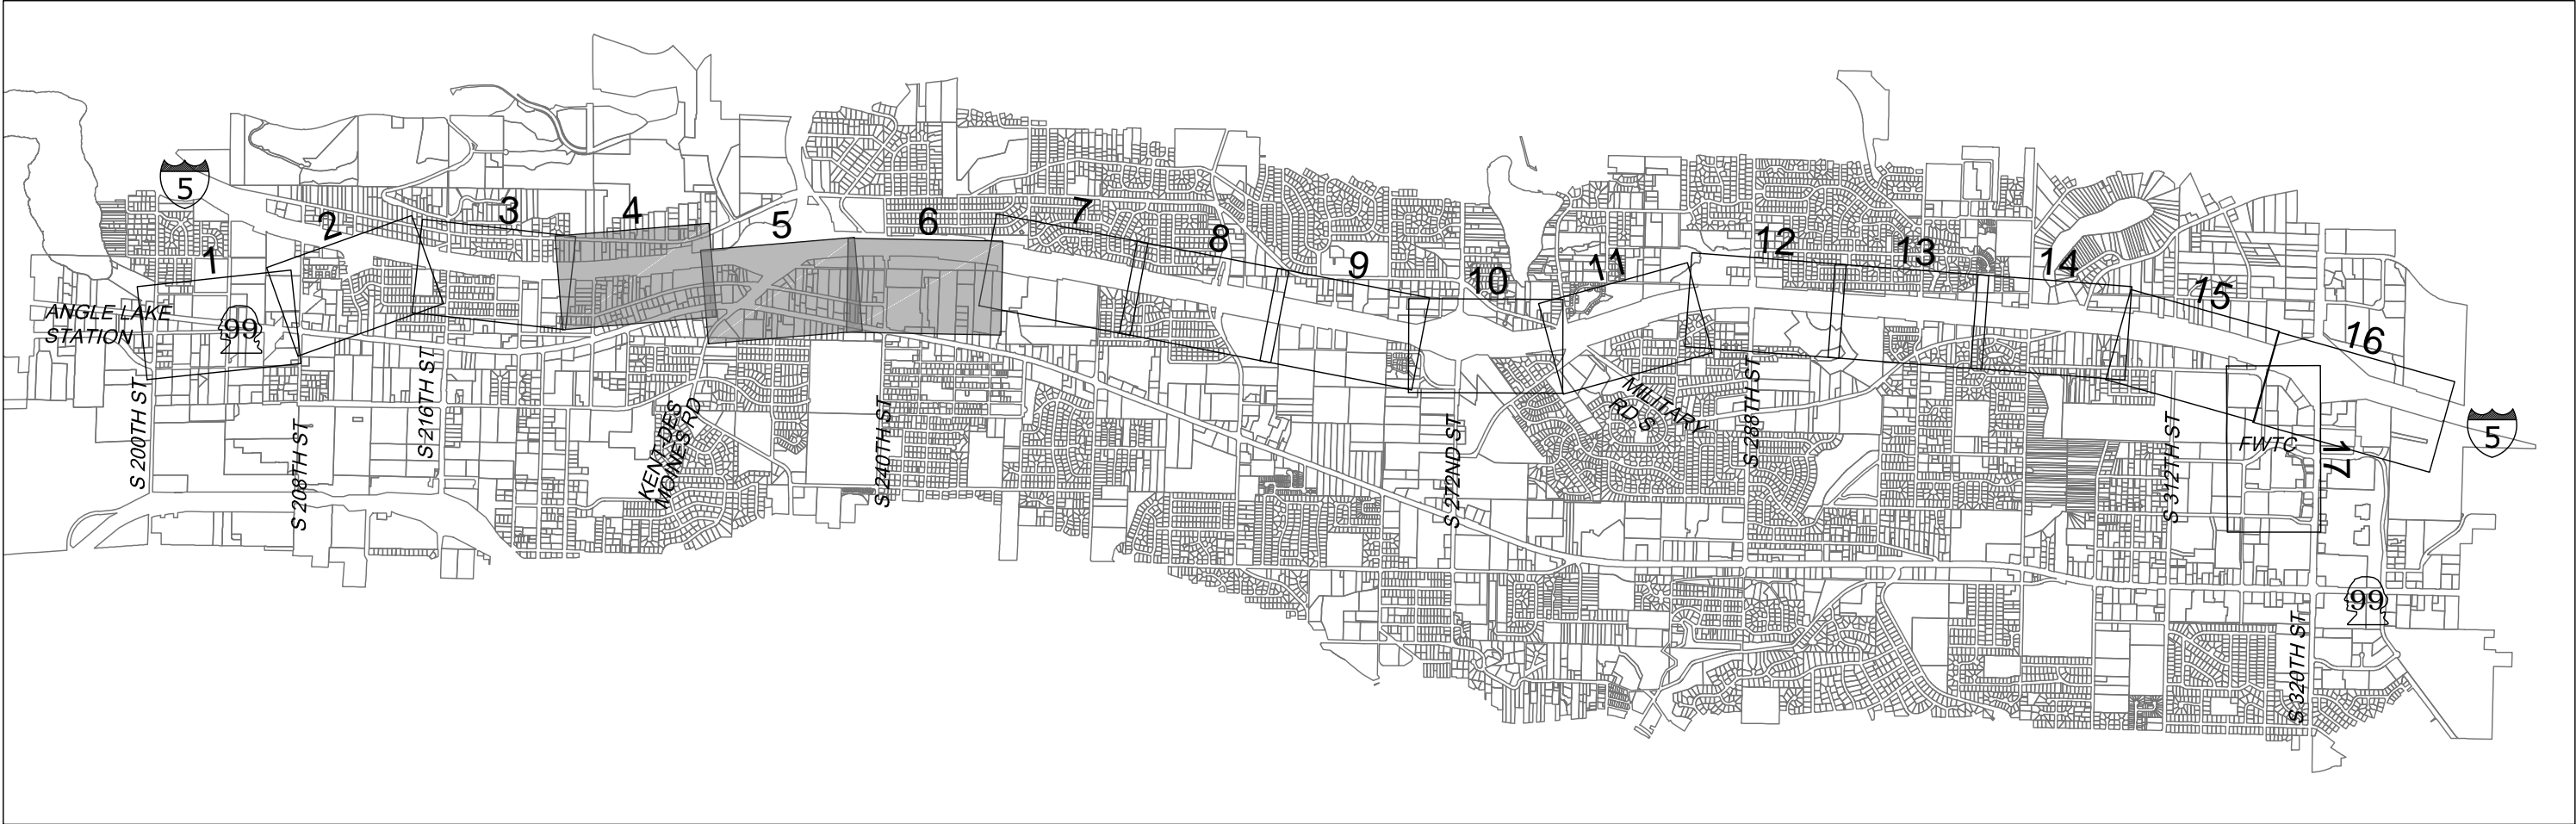 5
1
2
3
4
5
6
7
8
9
10
11
12
13
14
15
16
17
ANGLE LAKE
STATION
99
S 200TH ST
S 208TH ST
S 216TH ST
KENT DES
MOINES RD
S 240TH ST
S 272ND ST
MILITARY
RD S
S 288TH ST
S 312TH ST
FWTC
5
99
S 320TH ST